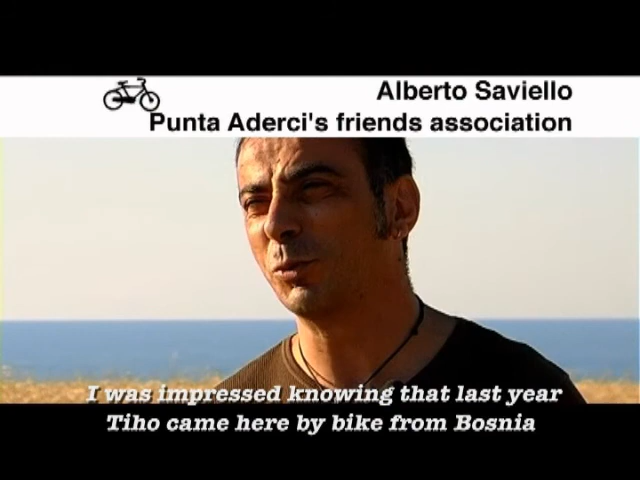 Alberto Saviello
Punta Aderci's friends association
I was impressed knowing that last year
Tiho came here by bike from Bosnia